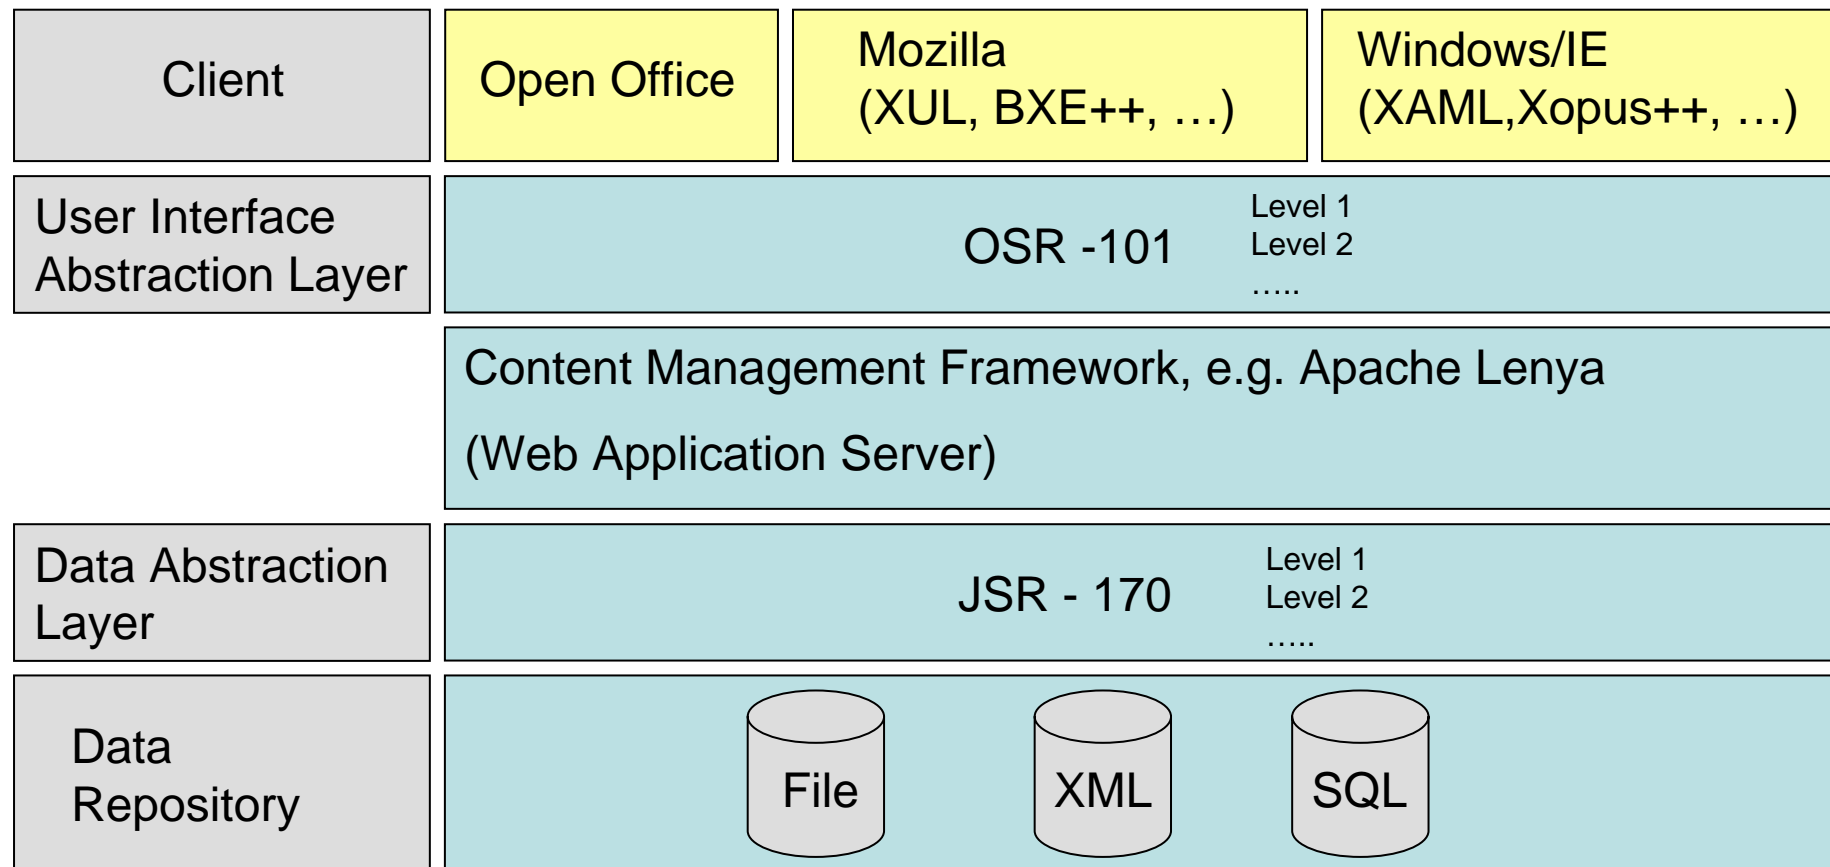 Client
Open Office
Mozilla
(XUL, BXE++, …)
Windows/IE
(XAML,Xopus++, …)
User Interface
Abstraction Layer
OSR -101
Level 1
Level 2
…..
Content Management Framework, e.g. Apache Lenya
(Web Application Server)
Data Abstraction
Layer
JSR - 170
Level 1
Level 2
…..
Data
Repository
File
XML
SQL